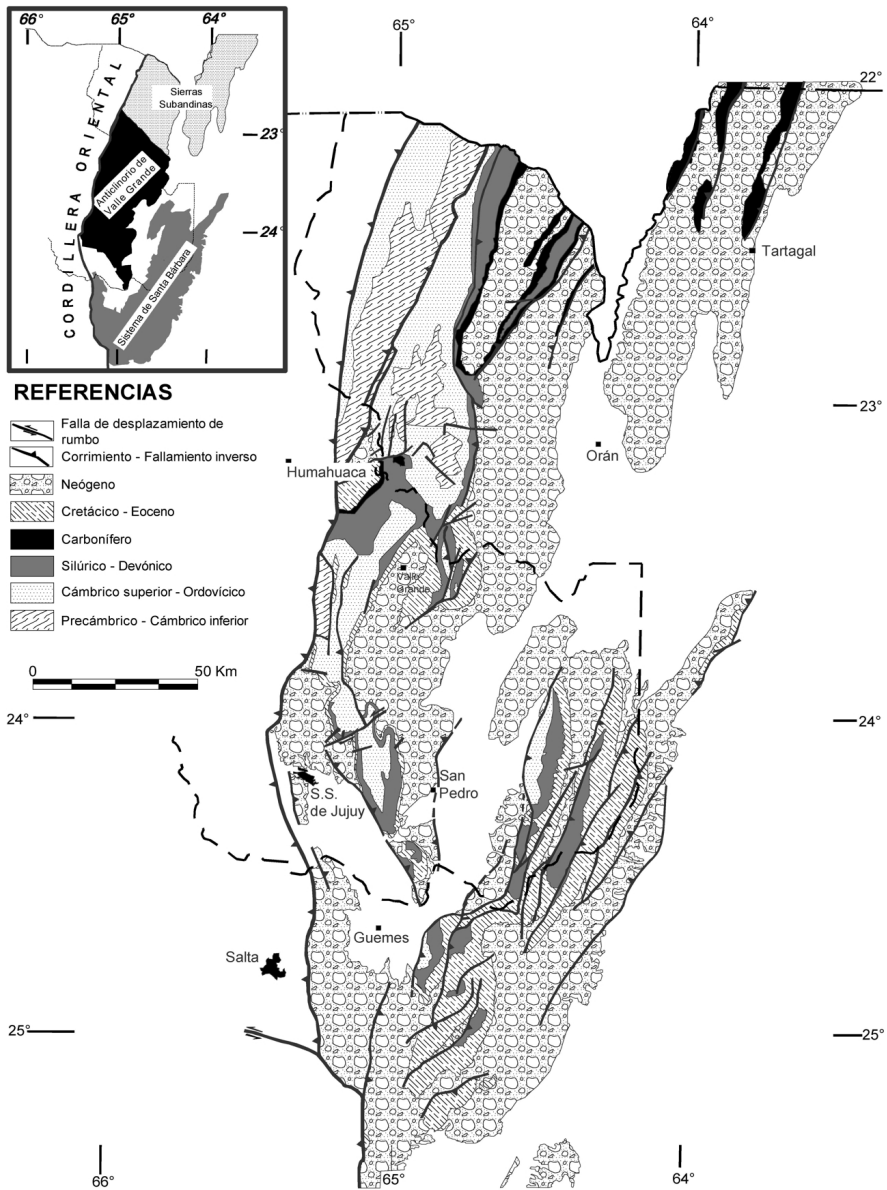 66°
65°
64°
CORDILLERA ORIENTAL
Sierras
Subandinas
Anticlinorio de
Valle Grande
Sistema de Santa Bárbara
23°
24°
66°
65°
64°
65°
64°
22°
Tartagal
23°
Orán
Humahuaca
Valle
Grande
REFERENCIAS
Falla de desplazamiento de
rumbo
Corrimiento - Fallamiento inverso
Neógeno
Cretácico - Eoceno
Carbonífero
Silúrico - Devónico
Cámbrico superior - Ordovícico
Precámbrico - Cámbrico inferior
0
50 Km
24°
24°
S.S.
de Jujuy
San
Pedro
Guemes
Salta
25°
25°
66°
65°
64°